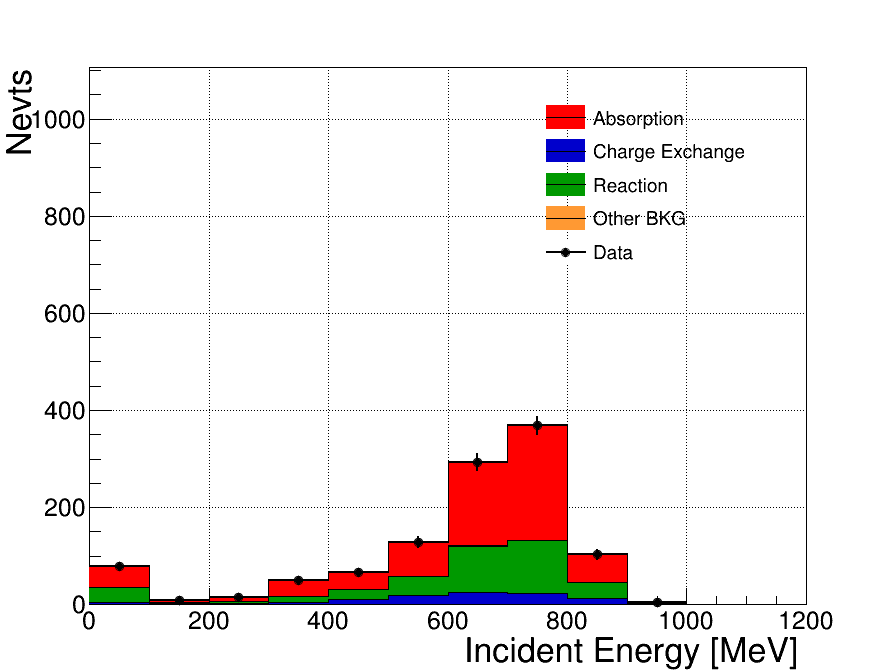 Nevts
1000
800
600
400
200
0
Absorption
Charge Exchange
Reaction
Other BKG
Data
0 200 400 600 800 1000 1200
Incident Energy [MeV]